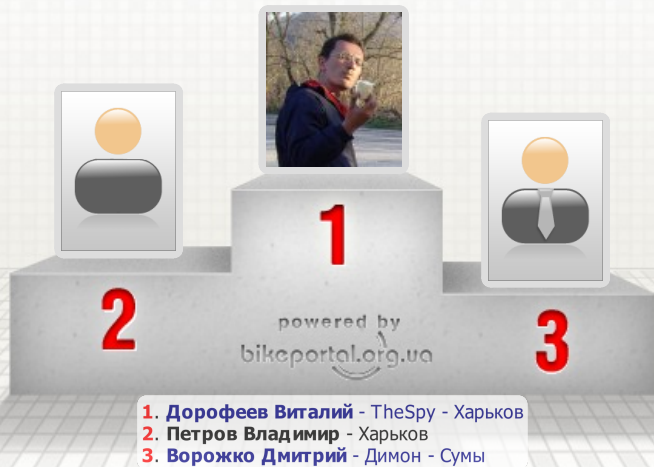 1
2
3
powered by
bikeportal.org.ua
1. Дорофеев Виталий - TheSpy - Харьков
2. Петров Владимир - Харьков
3. Ворожко Дмитрий - Димон - Сумы